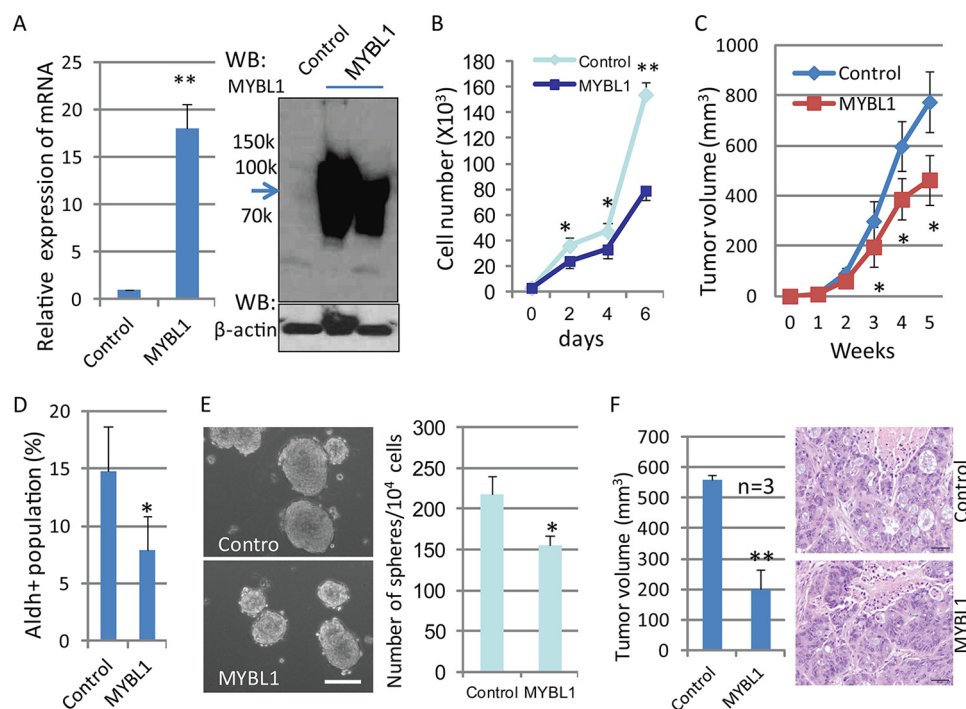 A
Relative expression of mRNA
25
20
15
10
5
0
**
Control
MYBL1
WB:
MYBL1
Control
MYBL1
150k
100k
70k
WB:
β-actin
B
Cell number (X10³)
180
160
140
120
100
80
60
40
20
0
Control
MYBL1
*
*
**
0 2 4 6
days
C
Tumor volume (mm³)
1000
800
600
400
200
0
Control
MYBL1
*
*
*
0 1 2 3 4 5
Weeks
D
Aldh+ population (%)
20
15
10
5
0
*
Control
MYBL1
E
Contro
MYBL1
Number of spheres/10⁴ cells
300
250
200
150
100
50
0
*
Control MYBL1
F
Tumor volume (mm³)
700
600
500
400
300
200
100
0
n=3
**
Control
MYBL1
Control
MYBL1